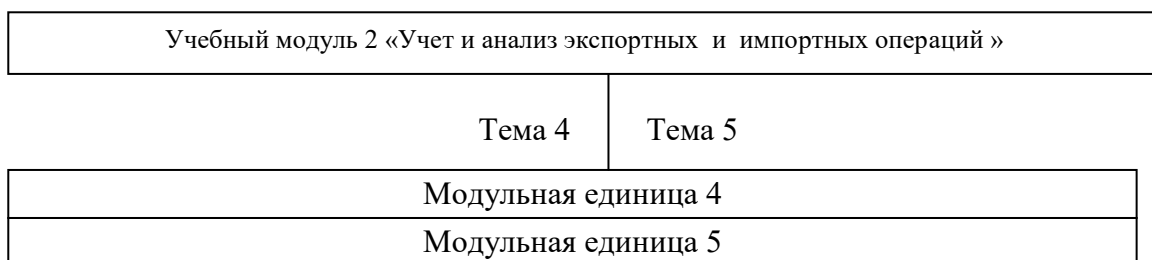 Учебный модуль 2 «Учет и анализ экспортных и импортных операций »
Тема 4 Тема 5
Модульная единица 4
Модульная единица 5